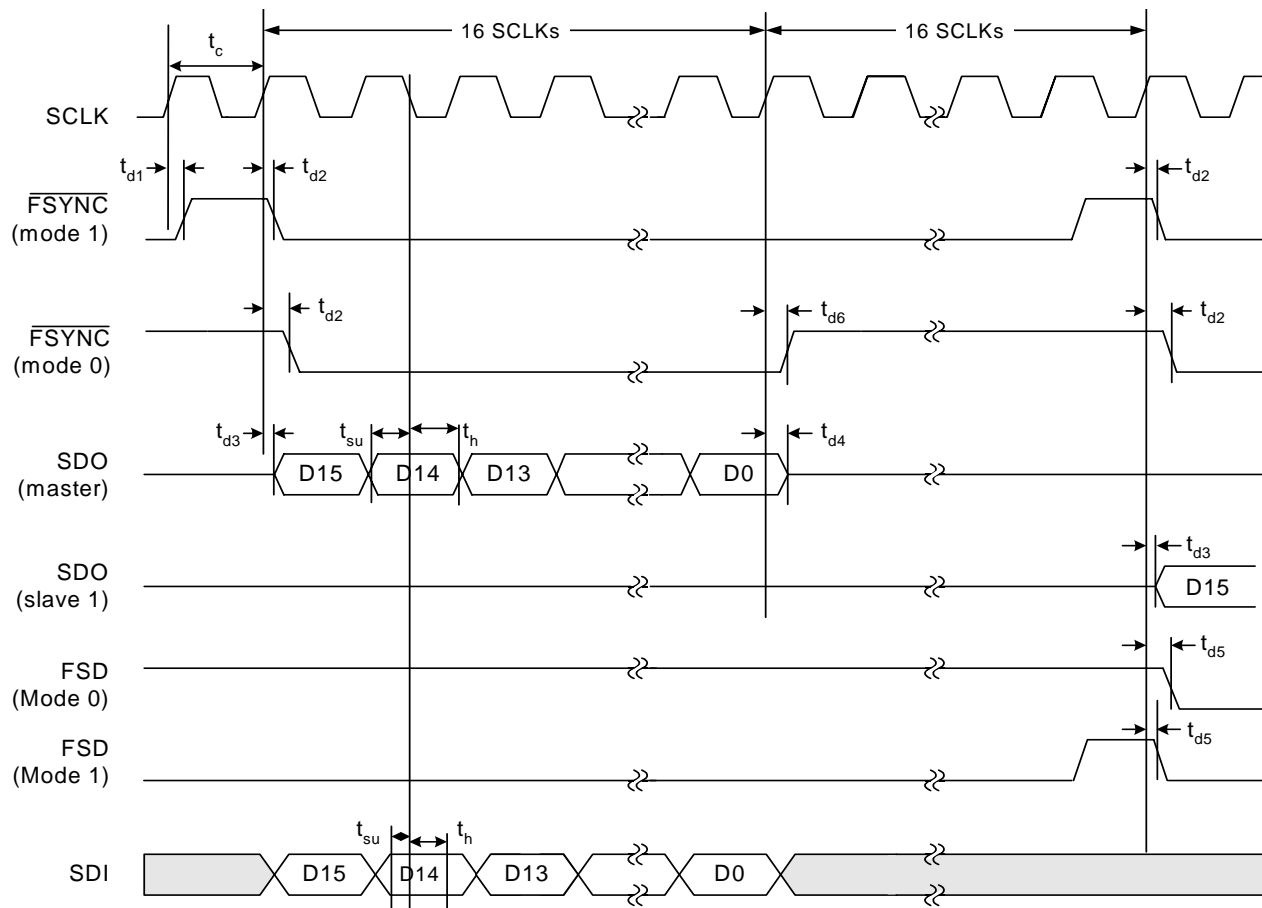 16 SCLKs 16 SCLKs
tc
SCLK
td1 td2 td2
FSYNC
(mode 1)
td2 td6 td2
FSYNC
(mode 0)
td3 tsu th td4
SDO
(master)
D15 D14 D13 D0
td3
SDO
(slave 1)
D15
FSD
(Mode 0)
td5
FSD
(Mode 1)
td5
tsu th
SDI D15 D14 D13 D0